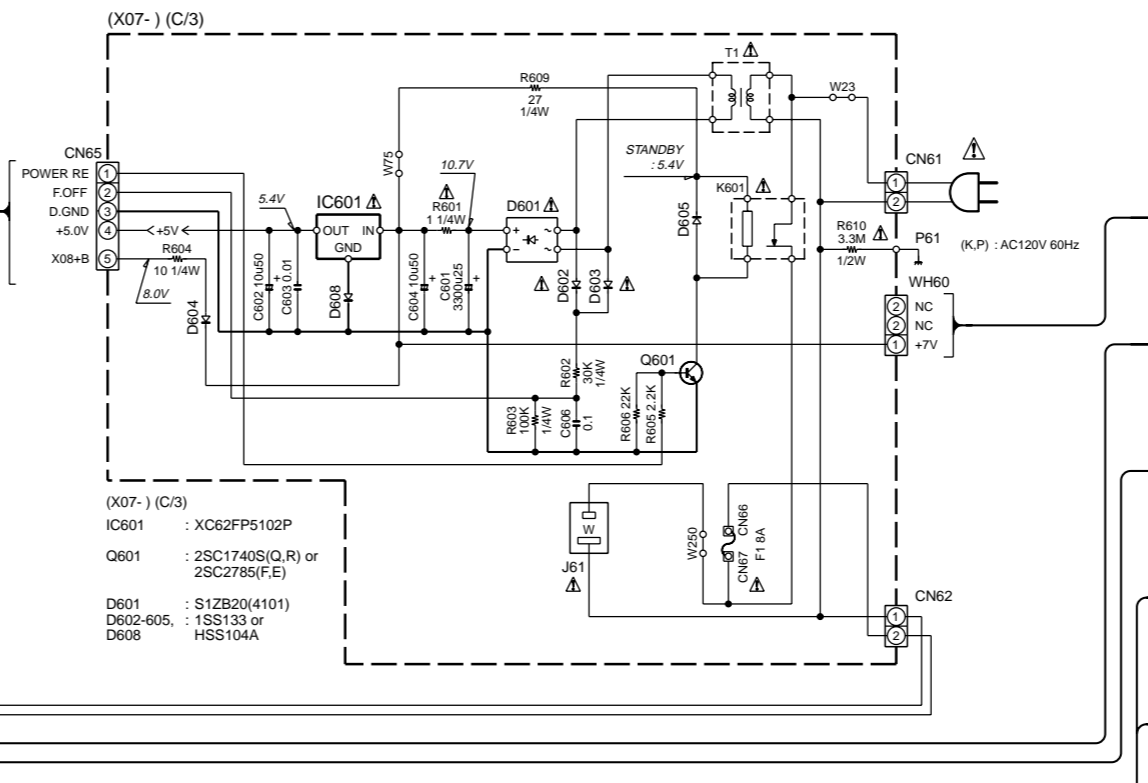 (X07- ) (C/3)
T1
R609
27
1/4W
W23
CN65
W75
10.7V
STANDBY
: 5.4V
CN61
POWER RE 1
F.OFF 2
D.GND 3
+5.0V 4
X08+B 5
5.4V
IC601
R601
1 1/4W
D601
K601
1
2
+5V
OUT IN
GND
+ ~
- ~
D605
R610
3.3M
1/2W
P61
(K,P) : AC120V 60Hz
R604
10 1/4W
8.0V
D604
C602 10u50
+
C603 0.01
D608
C604 10u50
+
C601
3300u25
+
D602
D603
WH60
2 NC
2 NC
1 +7V
R602
30K
1/4W
Q601
R603
100K
1/4W
C606
0.1
R606 22K
R605 2.2K
(X07- ) (C/3)
IC601 : XC62FP5102P
Q601 : 2SC1740S(Q,R) or
2SC2785(F,E)
D601 : S1ZB20(4101)
D602-605, : 1SS133 or
D608 HSS104A
W
J61
W250
CN67 CN66
F1 8A
CN62
1
2